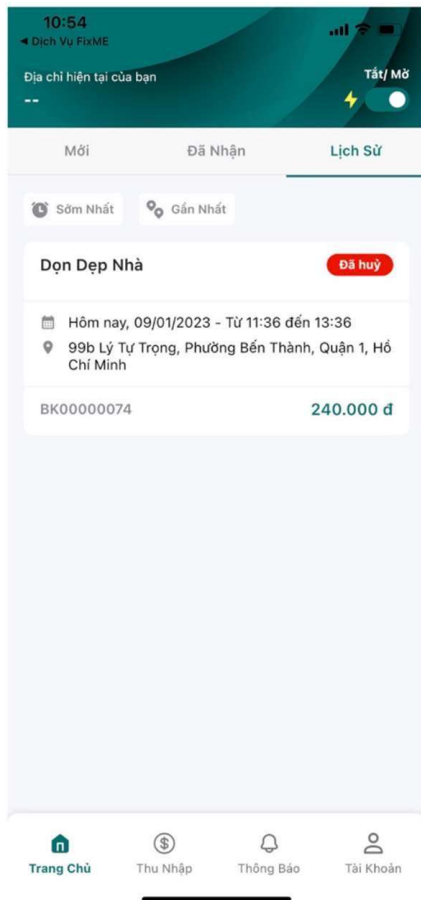 10:54
◀ Dịch Vụ FixME
Địa chỉ hiện tại của bạn
Tắt/ Mở
--
Mới
Đã Nhận
Lịch Sử
Sớm Nhất
Gần Nhất
Dọn Dẹp Nhà
Đã huỷ
Hôm nay, 09/01/2023 - Từ 11:36 đến 13:36
99b Lý Tự Trọng, Phường Bến Thành, Quận 1, Hồ
Chí Minh
BK00000074
240.000 đ
Trang Chủ
Thu Nhập
Thông Báo
Tài Khoản